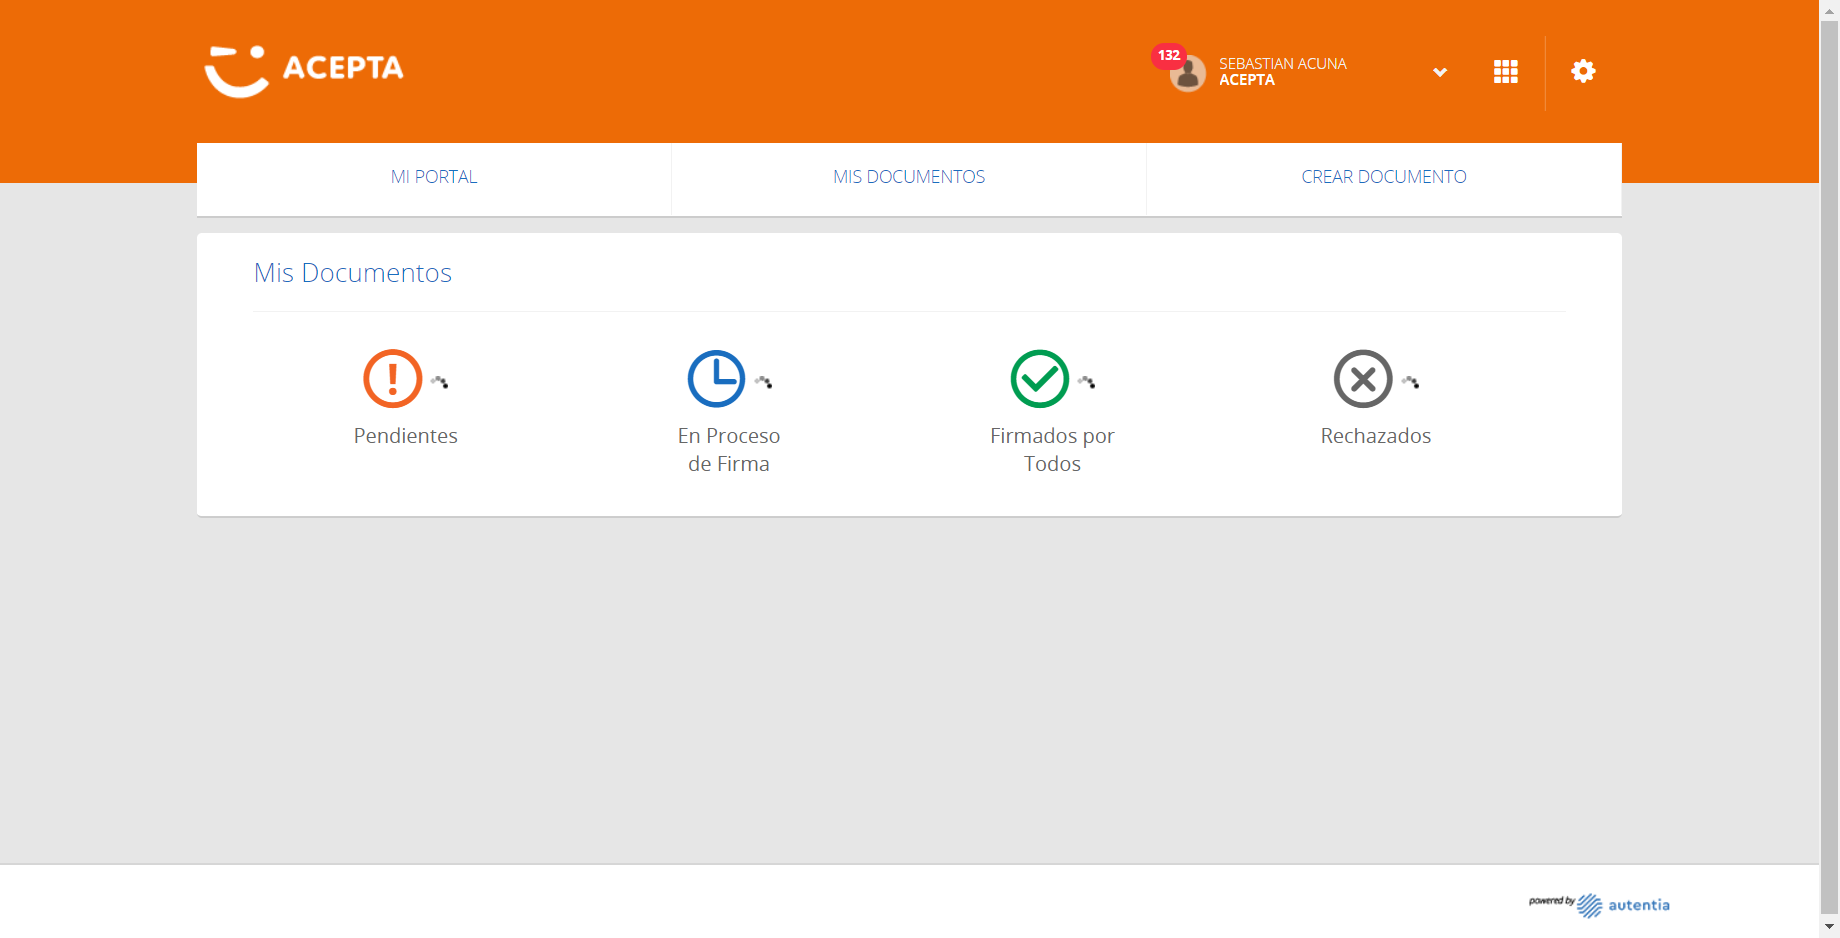 ACEPTA
132
SEBASTIAN ACUNA
ACEPTA
MI PORTAL
MIS DOCUMENTOS
CREAR DOCUMENTO
Mis Documentos
Pendientes
En Proceso
de Firma
Firmados por
Todos
Rechazados
powered by autentia